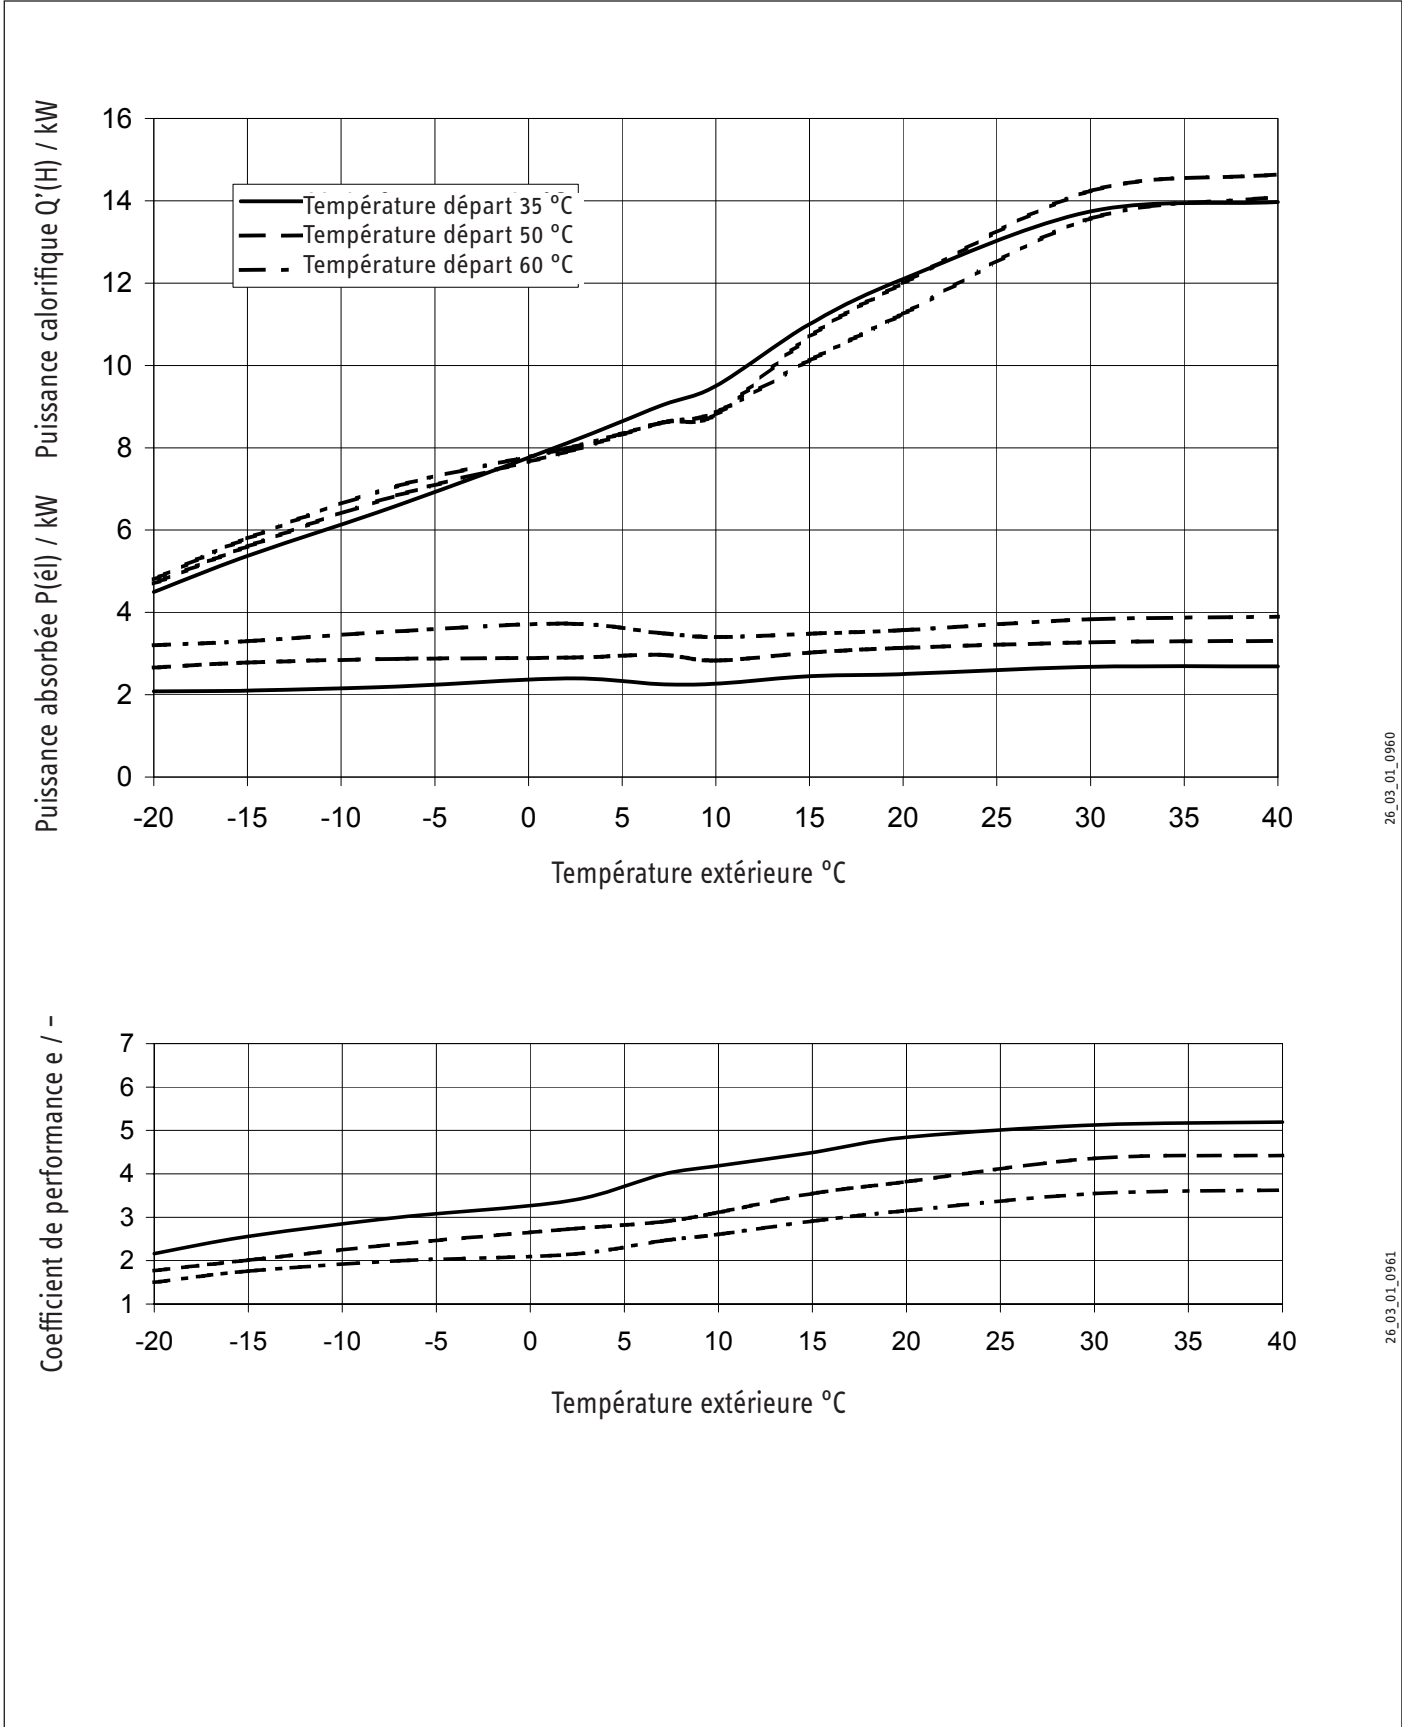 Puissance calorifique Q'(H) / kW
Puissance absorbée P(él) / kW
16
14
12
10
8
6
4
2
0
Température départ 35 °C
Température départ 50 °C
Température départ 60 °C
-20 -15 -10 -5 0 5 10 15 20 25 30 35 40
Température extérieure °C
26_03_01_0960
Coefficient de performance e / –
7
6
5
4
3
2
1
-20 -15 -10 -5 0 5 10 15 20 25 30 35 40
Température extérieure °C
26_03_01_0961